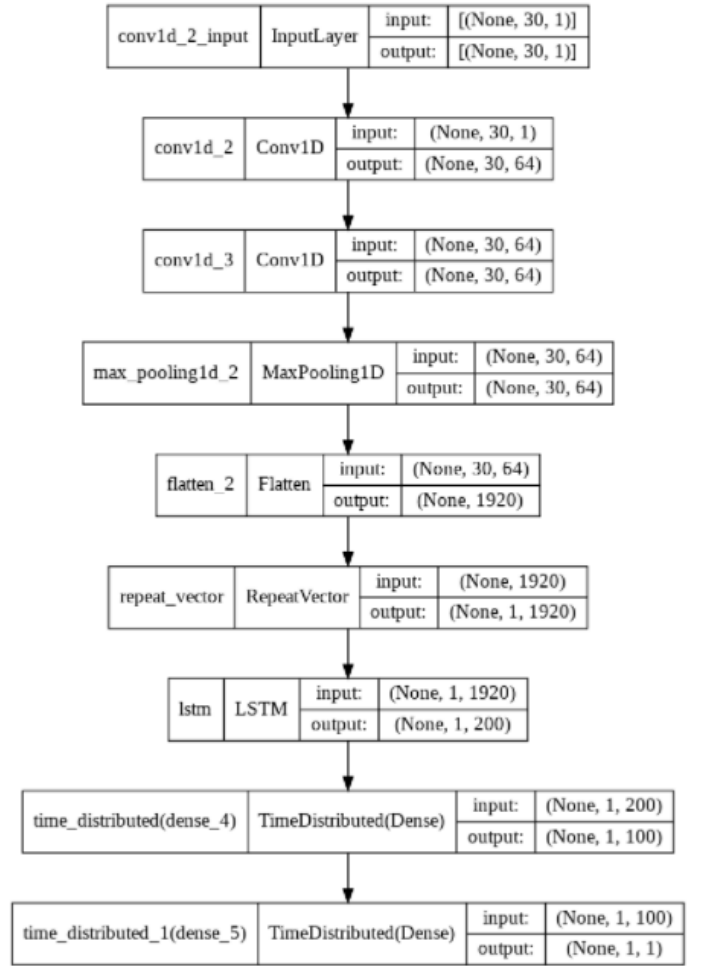 conv1d_2_input InputLayer input: [(None, 30, 1)]
output: [(None, 30, 1)]
conv1d_2 Conv1D input: (None, 30, 1)
output: (None, 30, 64)
conv1d_3 Conv1D input: (None, 30, 64)
output: (None, 30, 64)
max_pooling1d_2 MaxPooling1D input: (None, 30, 64)
output: (None, 30, 64)
flatten_2 Flatten input: (None, 30, 64)
output: (None, 1920)
repeat_vector RepeatVector input: (None, 1920)
output: (None, 1, 1920)
lstm LSTM input: (None, 1, 1920)
output: (None, 1, 200)
time_distributed(dense_4) TimeDistributed(Dense) input: (None, 1, 200)
output: (None, 1, 100)
time_distributed_1(dense_5) TimeDistributed(Dense) input: (None, 1, 100)
output: (None, 1, 1)